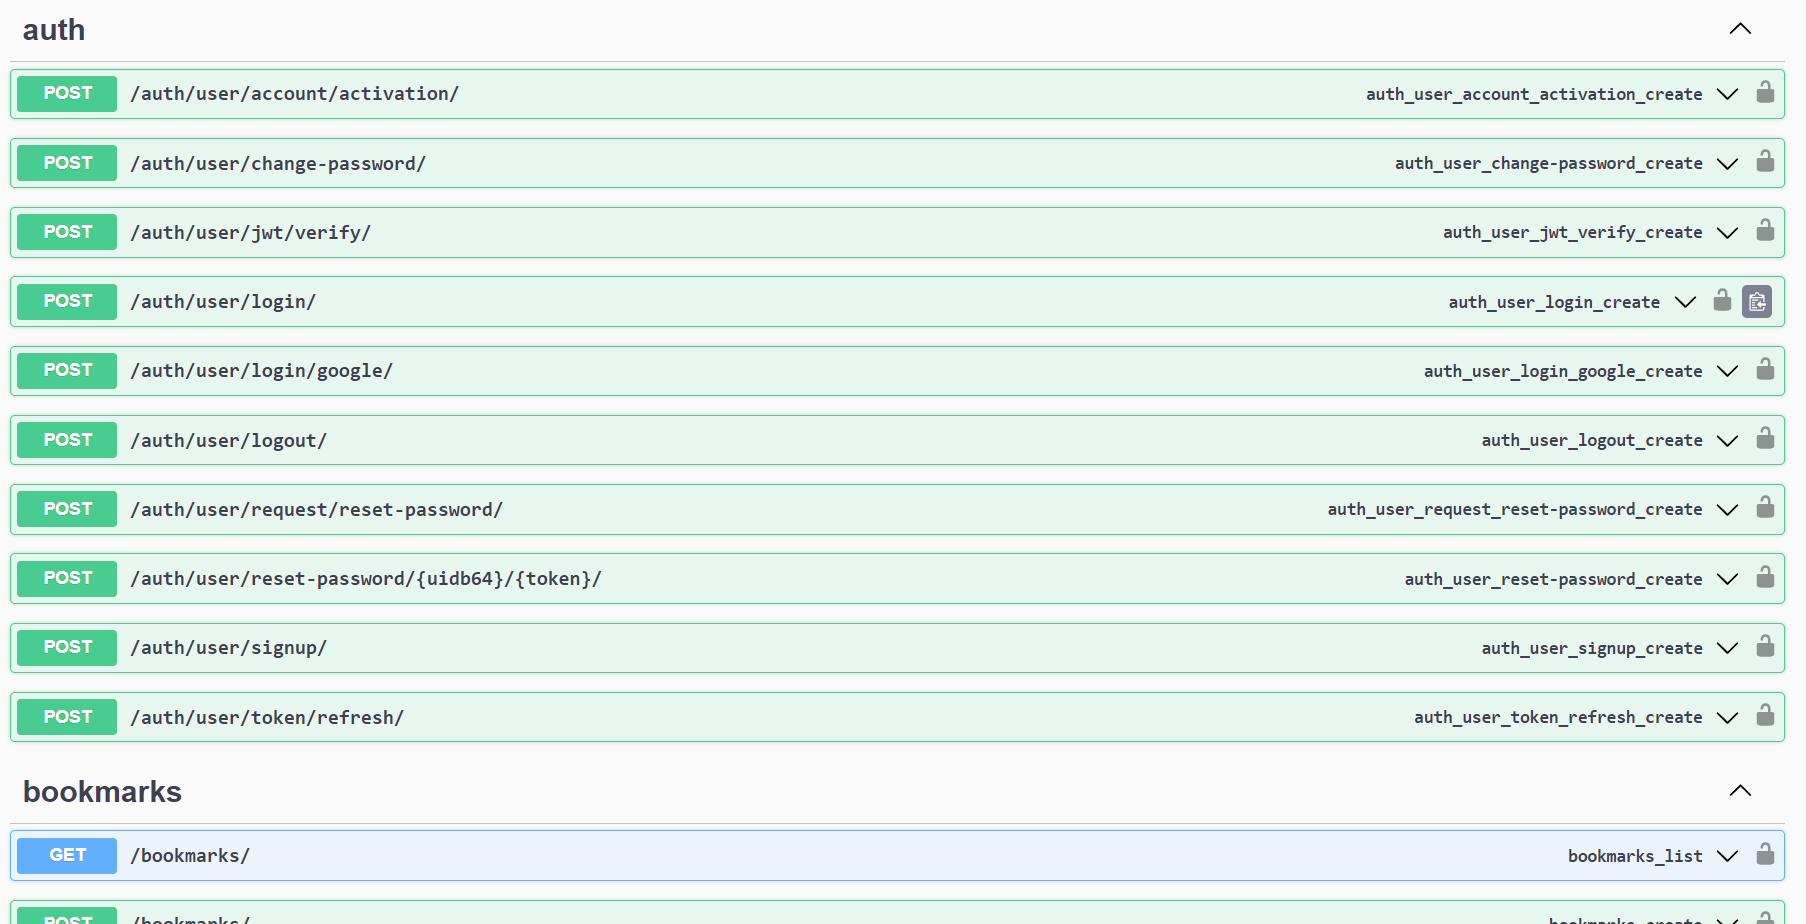 auth
POST /auth/user/account/activation/ auth_user_account_activation_create
POST /auth/user/change-password/ auth_user_change-password_create
POST /auth/user/jwt/verify/ auth_user_jwt_verify_create
POST /auth/user/login/ auth_user_login_create
POST /auth/user/login/google/ auth_user_login_google_create
POST /auth/user/logout/ auth_user_logout_create
POST /auth/user/request/reset-password/ auth_user_request_reset-password_create
POST /auth/user/reset-password/{uidb64}/{token}/ auth_user_reset-password_create
POST /auth/user/signup/ auth_user_signup_create
POST /auth/user/token/refresh/ auth_user_token_refresh_create
bookmarks
GET /bookmarks/ bookmarks_list
POST /bookmarks/ bookmarks_create